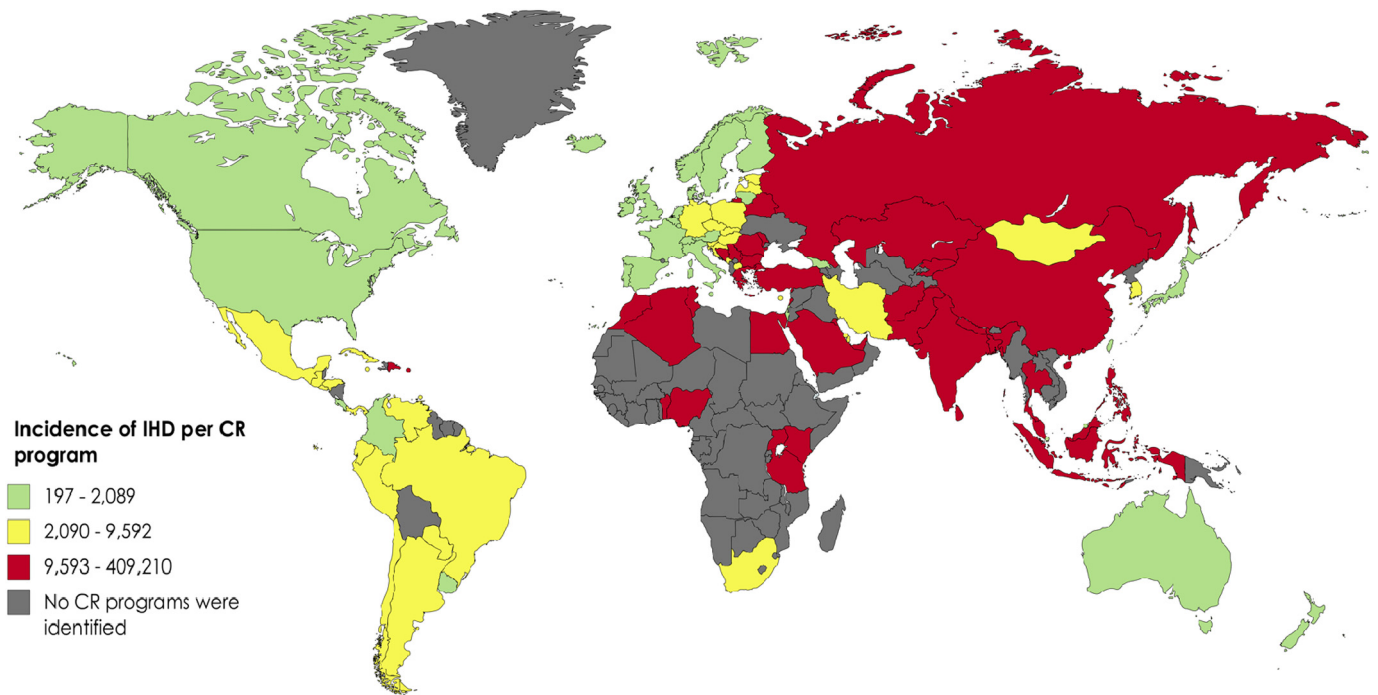 Incidence of IHD per CR
program
197 - 2,089
2,090 - 9,592
9,593 - 409,210
No CR programs were
identified